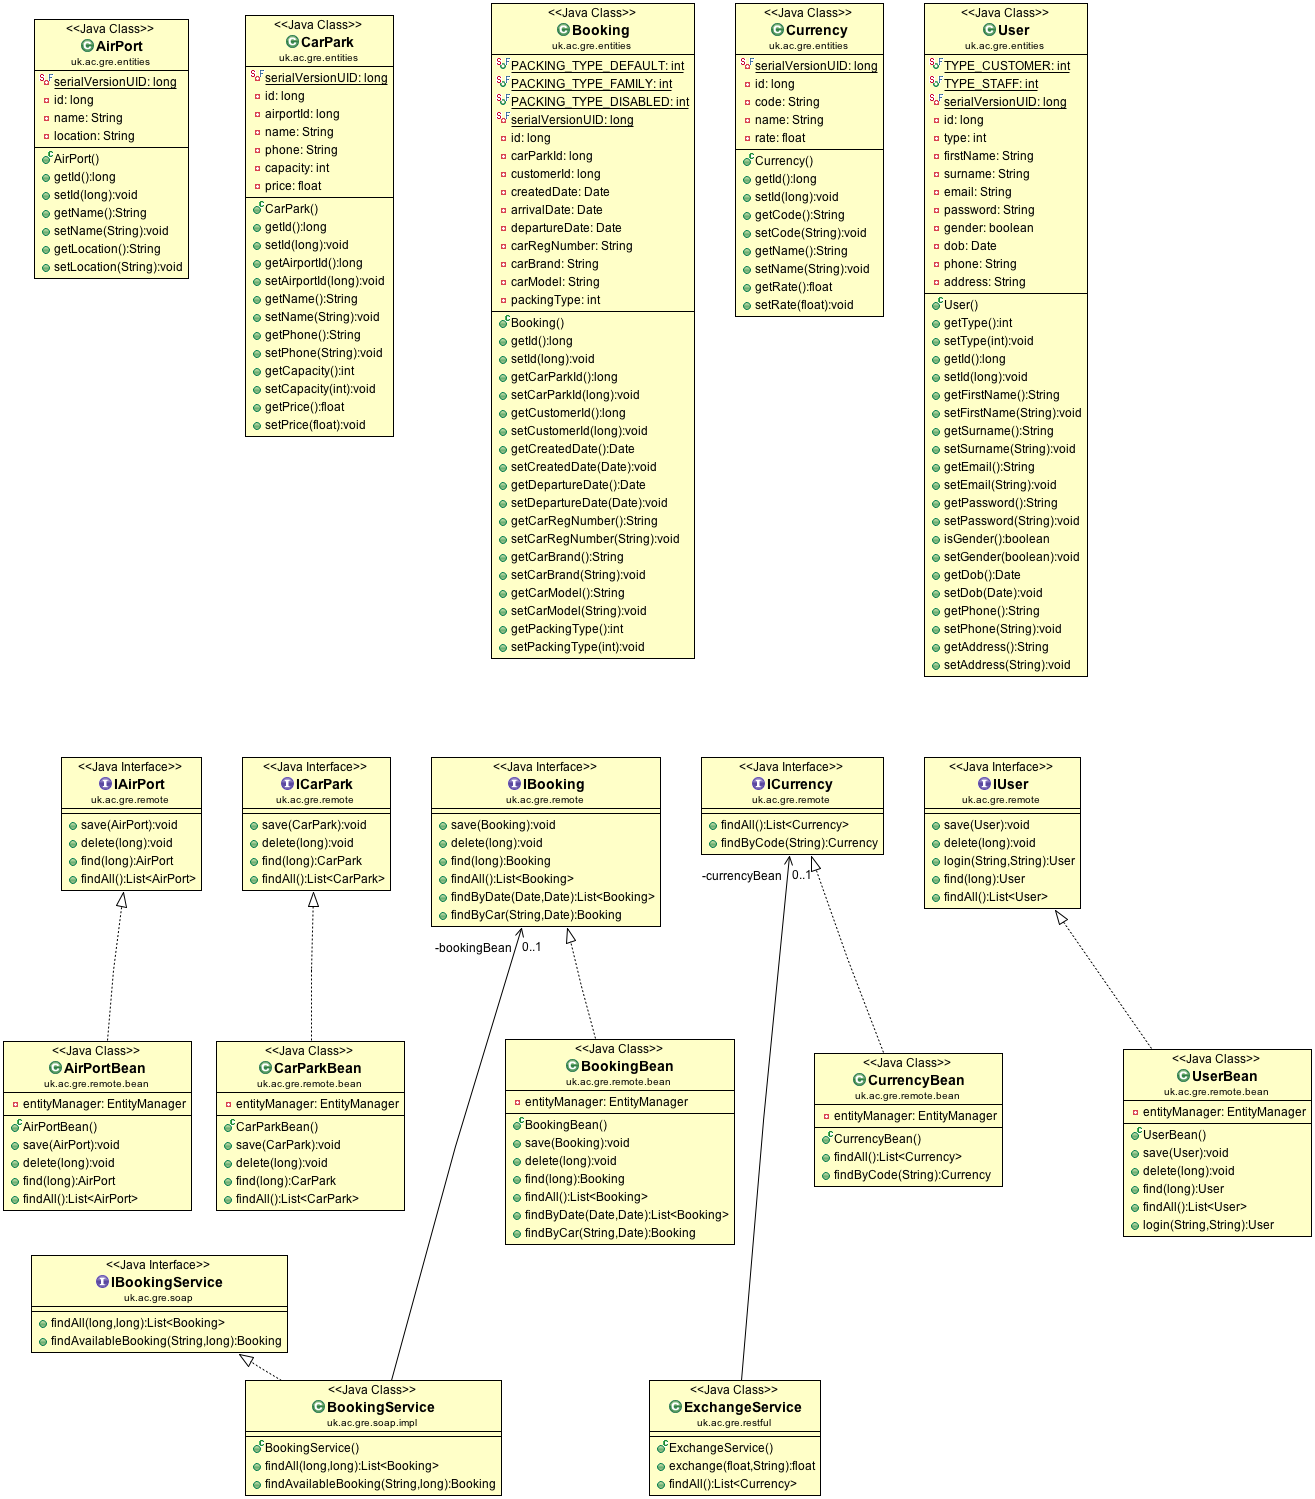 <<Java Class>>
AirPort
uk.ac.gre.entities
serialVersionUID: long
id: long
name: String
location: String
AirPort()
getId():long
setId(long):void
getName():String
setName(String):void
getLocation():String
setLocation(String):void
<<Java Class>>
CarPark
uk.ac.gre.entities
serialVersionUID: long
id: long
airportId: long
name: String
phone: String
capacity: int
price: float
CarPark()
getId():long
setId(long):void
getAirportId():long
setAirportId(long):void
getName():String
setName(String):void
getPhone():String
setPhone(String):void
getCapacity():int
setCapacity(int):void
getPrice():float
setPrice(float):void
<<Java Class>>
Booking
uk.ac.gre.entities
PACKING_TYPE_DEFAULT: int
PACKING_TYPE_FAMILY: int
PACKING_TYPE_DISABLED: int
serialVersionUID: long
id: long
carParkId: long
customerId: long
createdDate: Date
arrivalDate: Date
departureDate: Date
carRegNumber: String
carBrand: String
carModel: String
packingType: int
Booking()
getId():long
setId(long):void
getCarParkId():long
setCarParkId(long):void
getCustomerId():long
setCustomerId(long):void
getCreatedDate():Date
setCreatedDate(Date):void
getDepartureDate():Date
setDepartureDate(Date):void
getCarRegNumber():String
setCarRegNumber(String):void
getCarBrand():String
setCarBrand(String):void
getCarModel():String
setCarModel(String):void
getPackingType():int
setPackingType(int):void
<<Java Class>>
Currency
uk.ac.gre.entities
serialVersionUID: long
id: long
code: String
name: String
rate: float
Currency()
getId():long
setId(long):void
getCode():String
setCode(String):void
getName():String
setName(String):void
getRate():float
setRate(float):void
<<Java Class>>
User
uk.ac.gre.entities
TYPE_CUSTOMER: int
TYPE_STAFF: int
serialVersionUID: long
id: long
type: int
firstName: String
surname: String
email: String
password: String
gender: boolean
dob: Date
phone: String
address: String
User()
getType():int
setType(int):void
getId():long
setId(long):void
getFirstName():String
setFirstName(String):void
getSurname():String
setSurname(String):void
getEmail():String
setEmail(String):void
getPassword():String
setPassword(String):void
isGender():boolean
setGender(boolean):void
getDob():Date
setDob(Date):void
getPhone():String
setPhone(String):void
getAddress():String
setAddress(String):void
<<Java Interface>>
IAirPort
uk.ac.gre.remote
save(AirPort):void
delete(long):void
find(long):AirPort
findAll():List<AirPort>
<<Java Interface>>
ICarPark
uk.ac.gre.remote
save(CarPark):void
delete(long):void
find(long):CarPark
findAll():List<CarPark>
<<Java Interface>>
IBooking
uk.ac.gre.remote
save(Booking):void
delete(long):void
find(long):Booking
findAll():List<Booking>
findByDate(Date,Date):List<Booking>
findByCar(String,Date):Booking
<<Java Interface>>
ICurrency
uk.ac.gre.remote
findAll():List<Currency>
findByCode(String):Currency
<<Java Interface>>
IUser
uk.ac.gre.remote
save(User):void
delete(long):void
login(String,String):User
find(long):User
findAll():List<User>
-currencyBean 0..1
-bookingBean 0..1
<<Java Class>>
AirPortBean
uk.ac.gre.remote.bean
entityManager: EntityManager
AirPortBean()
save(AirPort):void
delete(long):void
find(long):AirPort
findAll():List<AirPort>
<<Java Class>>
CarParkBean
uk.ac.gre.remote.bean
entityManager: EntityManager
CarParkBean()
save(CarPark):void
delete(long):void
find(long):CarPark
findAll():List<CarPark>
<<Java Class>>
BookingBean
uk.ac.gre.remote.bean
entityManager: EntityManager
BookingBean()
save(Booking):void
delete(long):void
find(long):Booking
findAll():List<Booking>
findByDate(Date,Date):List<Booking>
findByCar(String,Date):Booking
<<Java Class>>
CurrencyBean
uk.ac.gre.remote.bean
entityManager: EntityManager
CurrencyBean()
findAll():List<Currency>
findByCode(String):Currency
<<Java Class>>
UserBean
uk.ac.gre.remote.bean
entityManager: EntityManager
UserBean()
save(User):void
delete(long):void
find(long):User
findAll():List<User>
login(String,String):User
<<Java Interface>>
IBookingService
uk.ac.gre.soap
findAll(long,long):List<Booking>
findAvailableBooking(String,long):Booking
<<Java Class>>
BookingService
uk.ac.gre.soap.impl
BookingService()
findAll(long,long):List<Booking>
findAvailableBooking(String,long):Booking
<<Java Class>>
ExchangeService
uk.ac.gre.restful
ExchangeService()
exchange(float,String):float
findAll():List<Currency>